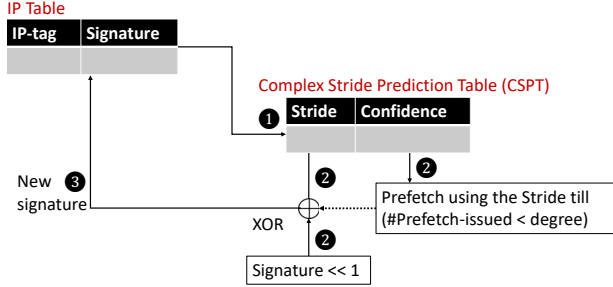 IP Table
IP-tag Signature
Complex Stride Prediction Table (CSPT)
1
Stride Confidence
2
2
New 3
signature
Prefetch using the Stride till
(#Prefetch-issued < degree)
XOR
2
Signature << 1